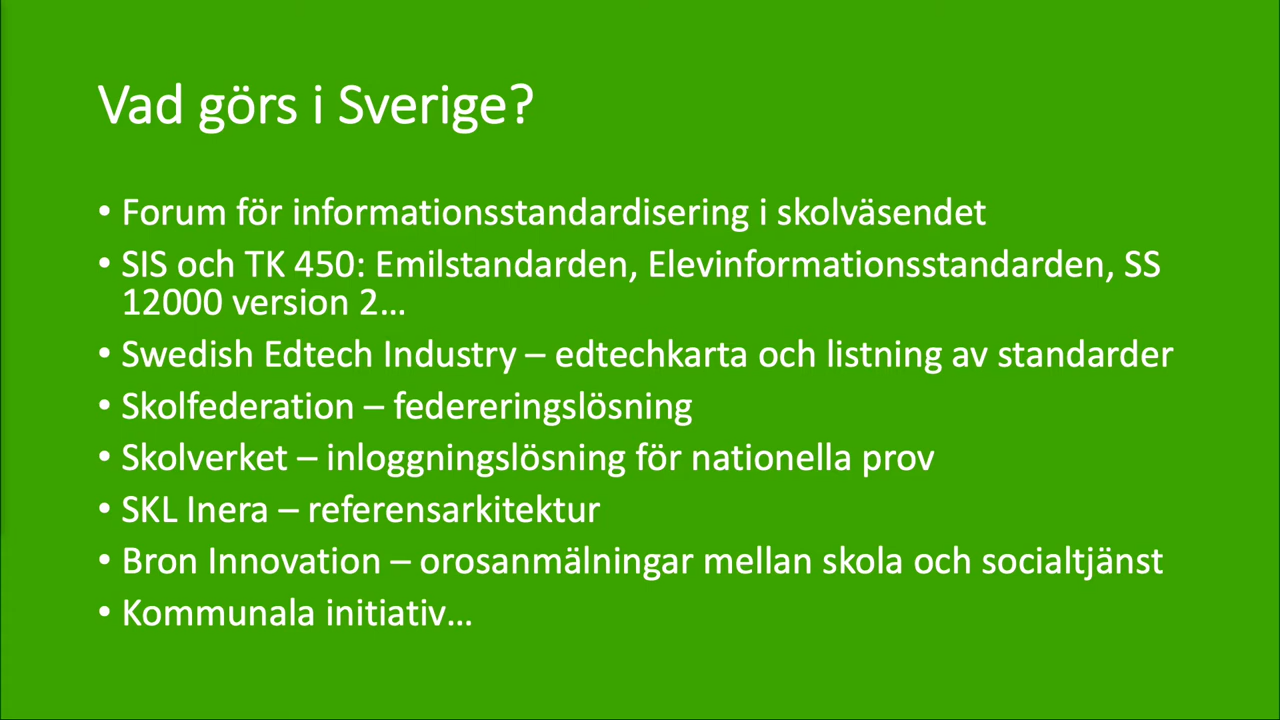 Vad görs i Sverige?
• Forum för informationsstandardisering i skolväsendet
• SIS och TK 450: Emilstandarden, Elevinformationsstandarden, SS
12000 version 2…
• Swedish Edtech Industry – edtechkarta och listning av standarder
• Skolfederation – federeringslösning
• Skolverket – inloggningslösning för nationella prov
• SKL Inera – referensarkitektur
• Bron Innovation – orosanmälningar mellan skola och socialtjänst
• Kommunala initiativ…